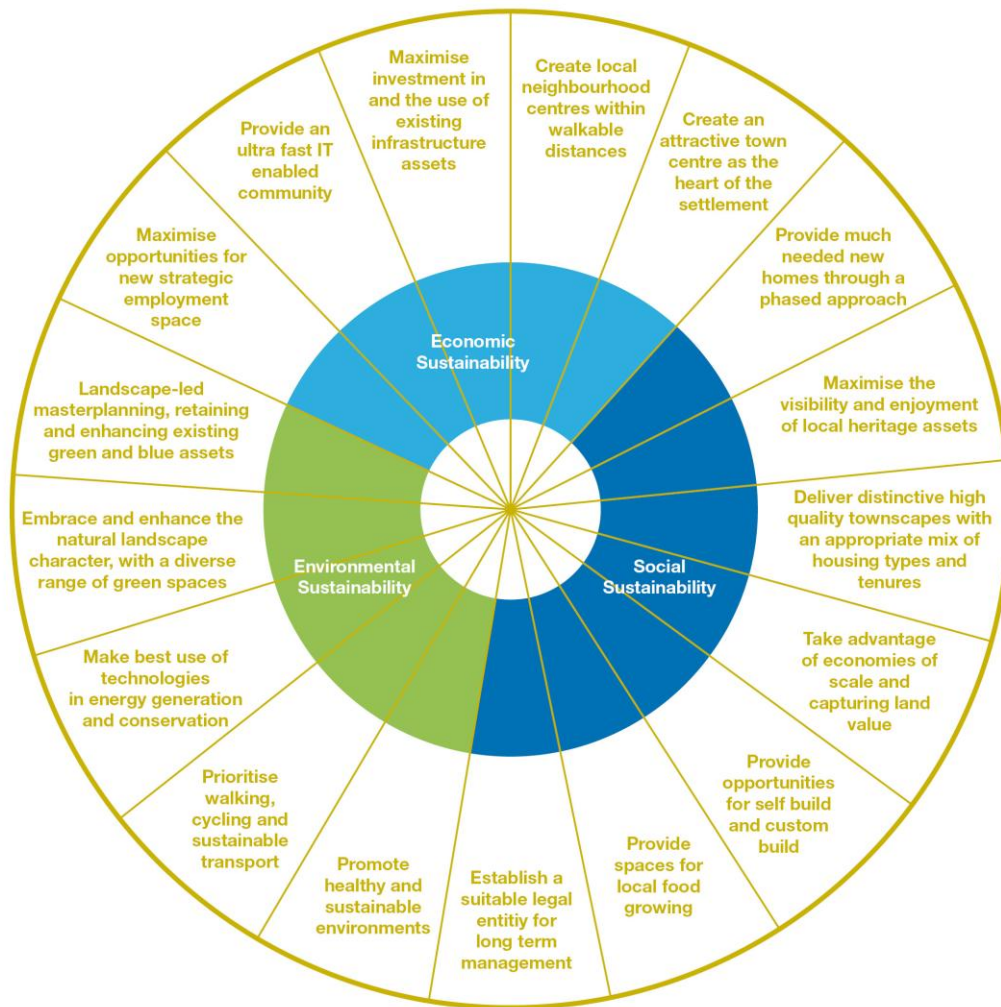 Maximise
investment in
and the use of
existing
infrastructure
assets
Create local
neighbourhood
centres within
walkable
distances
Create an
attractive town
centre as the
heart of the
settlement
Provide much
needed new
homes through a
phased approach
Maximise the
visibility and enjoyment
of local heritage assets
Deliver distinctive high
quality townscapes with
an appropriate mix of
housing types and
tenures
Take advantage
of economies of
scale and
capturing land
value
Provide
opportunities
for self build
and custom
build
Provide
spaces for
local food
growing
Establish a
suitable legal
entitiy for
long term
management
Promote
healthy and
sustainable
environments
Prioritise
walking,
cycling and
sustainable
transport
Make best use of
technologies
in energy generation
and conservation
Embrace and enhance the
natural landscape
character, with a diverse
range of green spaces
Landscape-led
masterplanning, retaining
and enhancing existing
green and blue assets
Maximise
opportunities for
new strategic
employment
space
Provide an
ultra fast IT
enabled
community
Economic
Sustainability
Social
Sustainability
Environmental
Sustainability